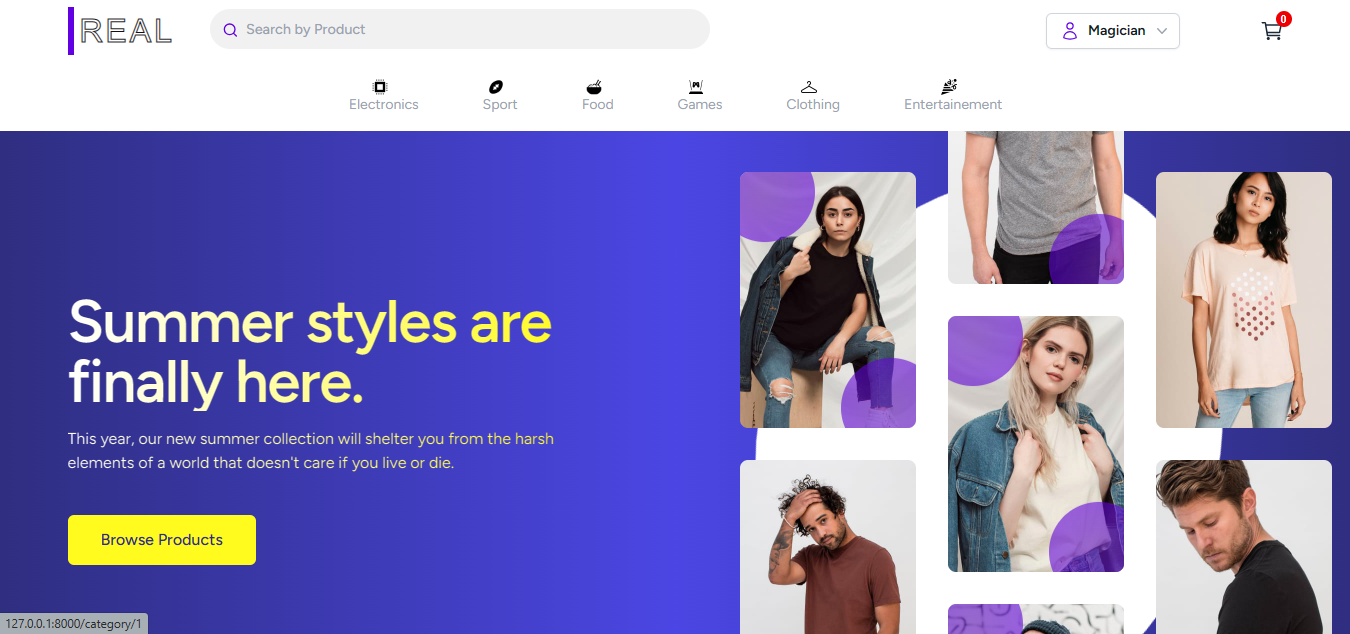 REAL
Search by Product
Magician
0
Electronics
Sport
Food
Games
Clothing
Entertainement
Summer styles are
finally here.
This year, our new summer collection will shelter you from the harsh
elements of a world that doesn't care if you live or die.
Browse Products
127.0.0.1:8000/category/1